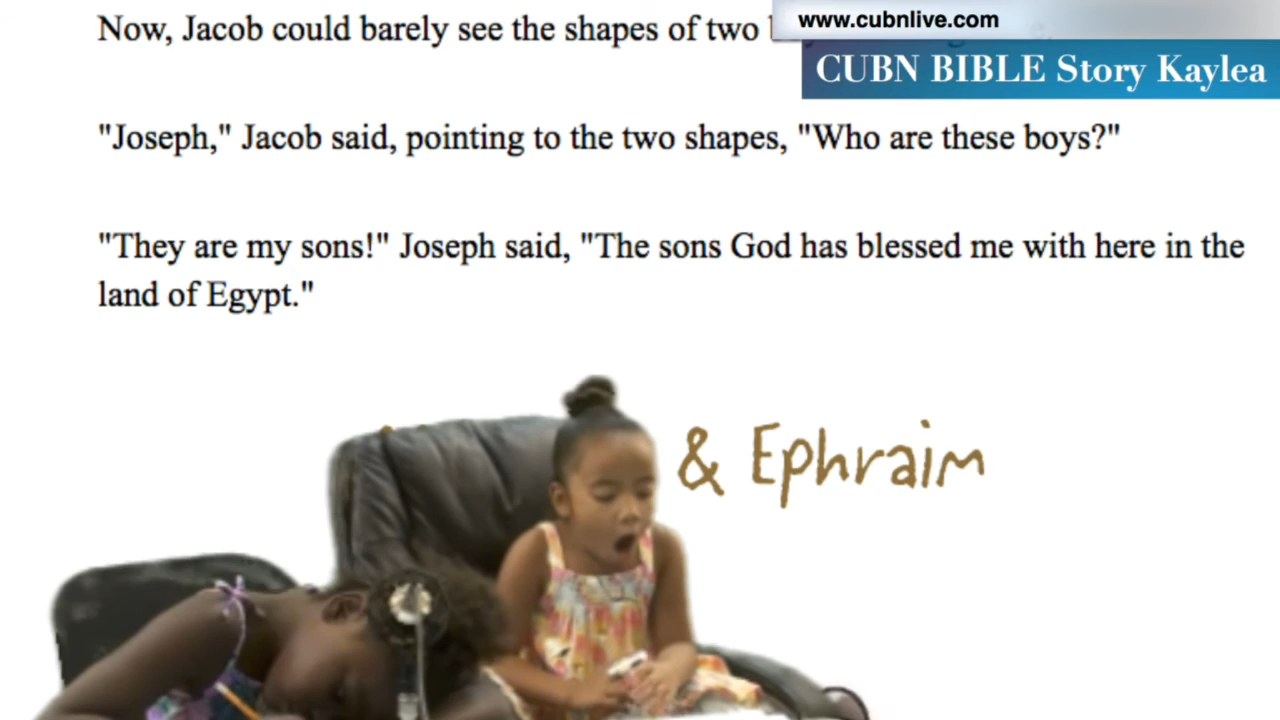 Now, Jacob could barely see the shapes of two
www.cubnlive.com
CUBN BIBLE Story Kaylea
"Joseph," Jacob said, pointing to the two shapes, "Who are these boys?"
"They are my sons!" Joseph said, "The sons God has blessed me with here in the
land of Egypt."
& Ephraim